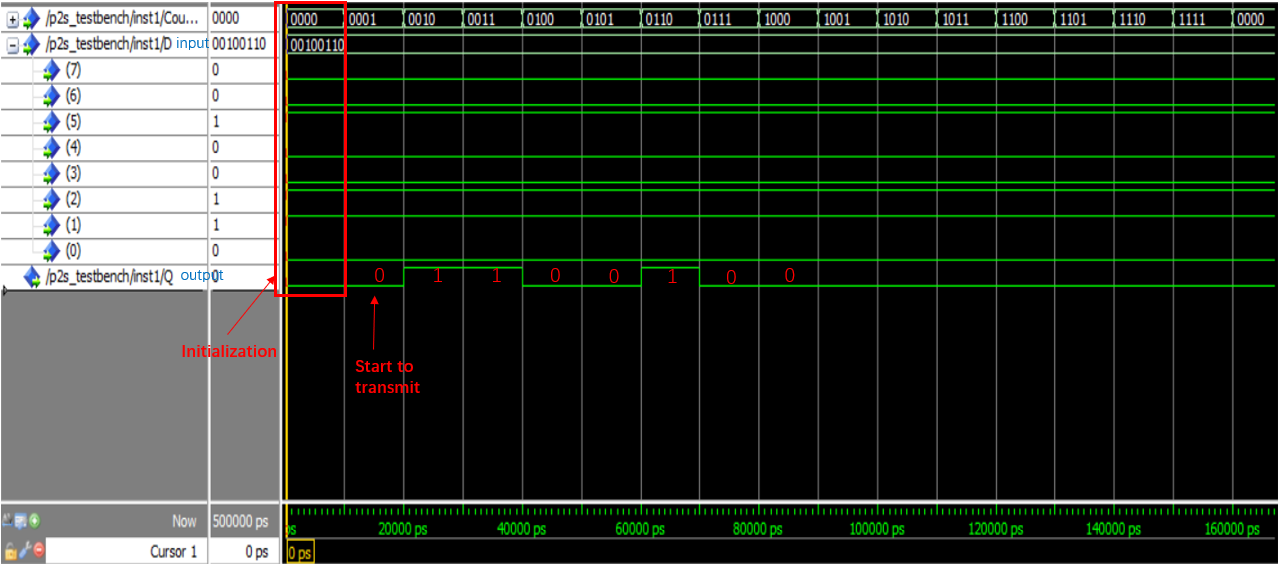 /p2s_testbench/inst1/Cou... 0000 0000 0001 0010 0011 0100 0101 0110 0111 1000 1001 1010 1011 1100 1101 1110 1111 0000
/p2s_testbench/inst1/D input 00100110 00100110
(7) 0
(6) 0
(5) 1
(4) 0
(3) 0
(2) 1
(1) 1
(0) 0
/p2s_testbench/inst1/Q output 0 0 1 1 0 0 1 0 0
Initialization
Start to
transmit
Now 500000 ps ps 20000 ps 40000 ps 60000 ps 80000 ps 100000 ps 120000 ps 140000 ps 160000 ps
Cursor 1 0 ps 0 ps